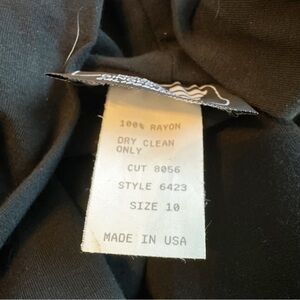 100% RAYON
DRY CLEAN
ONLY
CUT 8056
STYLE 6423
SIZE 10
MADE IN USA